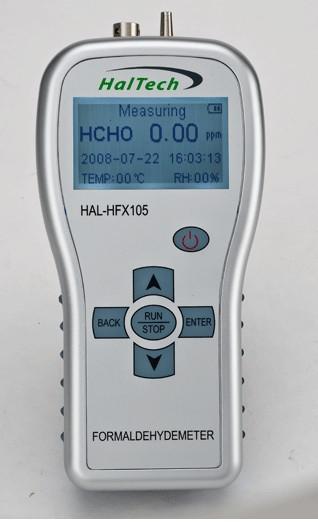 HalTech
Measuring
HCHO 0.00 ppm
2008-07-22 16:03:13
TEMP:00℃ RH:00%
HAL-HFX105
BACK RUN STOP ENTER
FORMALDEHYDEMETER